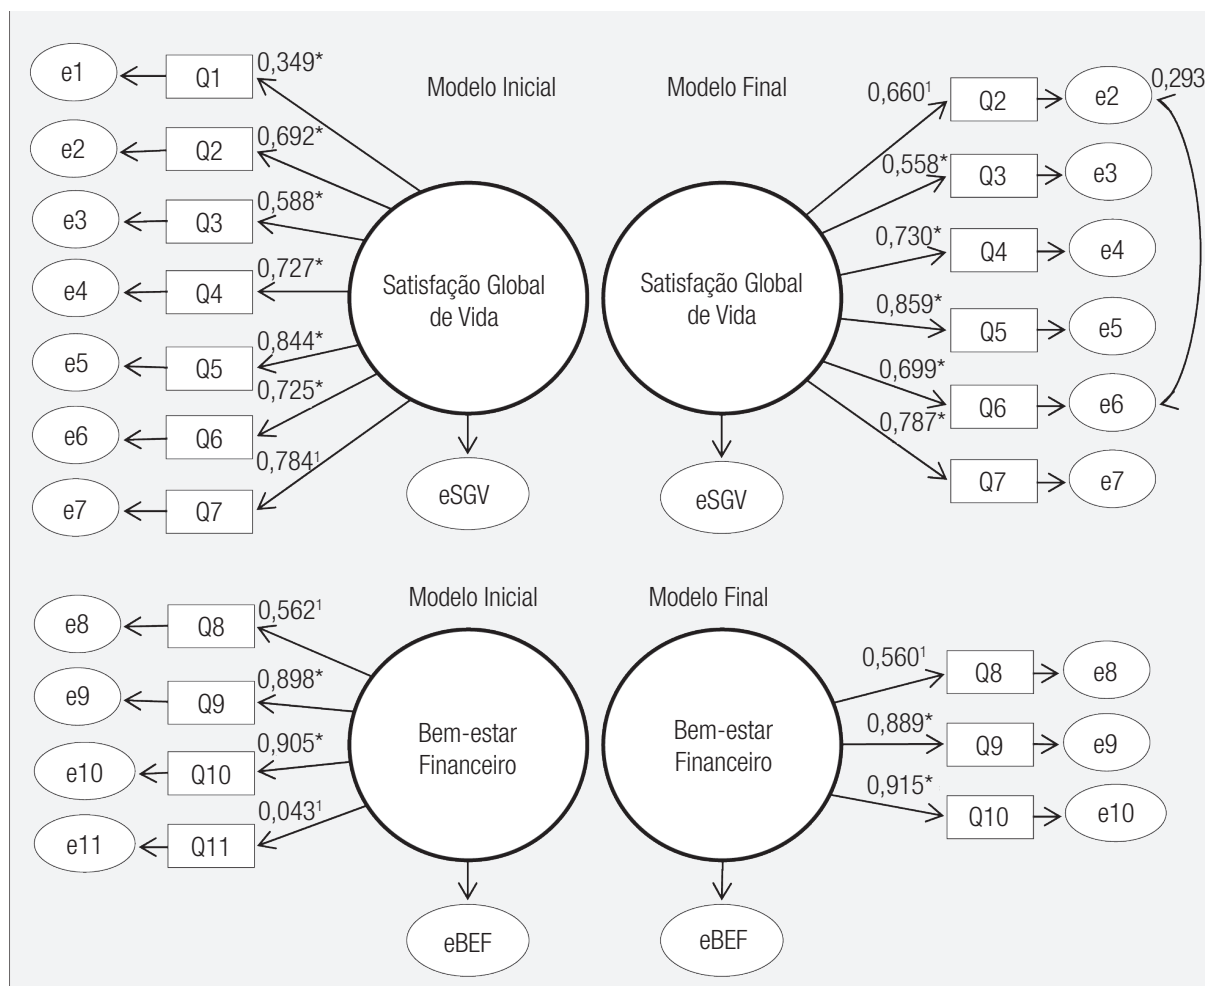 Modelo Inicial
e1
Q1
0,349*
e2
Q2
0,692*
e3
Q3
0,588*
e4
Q4
0,727*
e5
Q5
0,844*
e6
Q6
0,725*
e7
Q7
0,784¹
Satisfação Global
de Vida
eSGV
Modelo Final
Satisfação Global
de Vida
eSGV
0,660¹
Q2
e2
0,293
0,558*
Q3
e3
0,730*
Q4
e4
0,859*
Q5
e5
0,699*
Q6
e6
0,787*
Q7
e7
Modelo Inicial
e8
Q8
0,562¹
e9
Q9
0,898*
e10
Q10
0,905*
e11
Q11
0,043¹
Bem-estar
Financeiro
eBEF
Modelo Final
Bem-estar
Financeiro
eBEF
0,560¹
Q8
e8
0,889*
Q9
e9
0,915*
Q10
e10